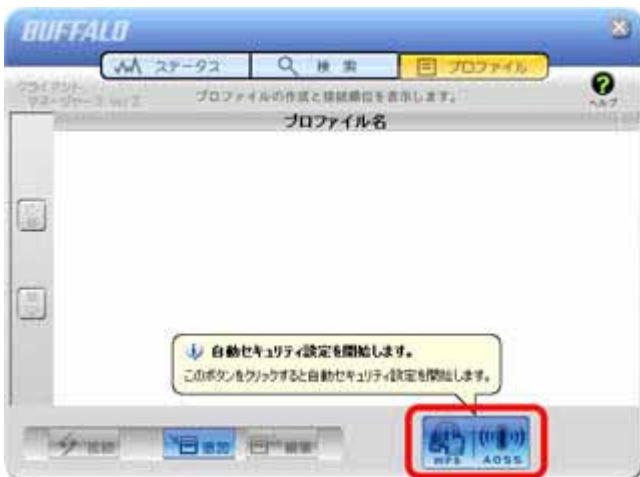 BUFFALO
ステータス
検索
プロファイル
クライアント
マネージャ-3 Ver.2
プロファイルの作成と接続順位を表示します。
ヘルプ
プロファイル名
自動セキュリティ設定を開始します。
このボタンをクリックすると自動セキュリティ設定を開始します。
接続
追加
編集
WPS
AOSS